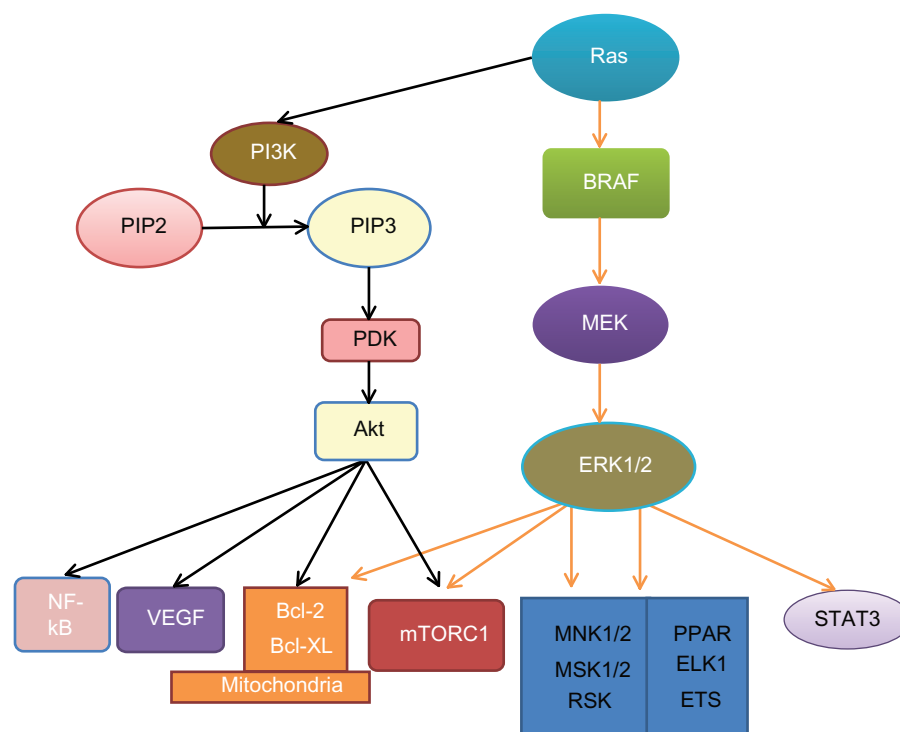 Ras
PI3K
BRAF
PIP2
PIP3
MEK
PDK
Akt
ERK1/2
NF-
kB
VEGF
Bcl-2
Bcl-XL
Mitochondria
mTORC1
MNK1/2
MSK1/2
RSK
PPAR
ELK1
ETS
STAT3